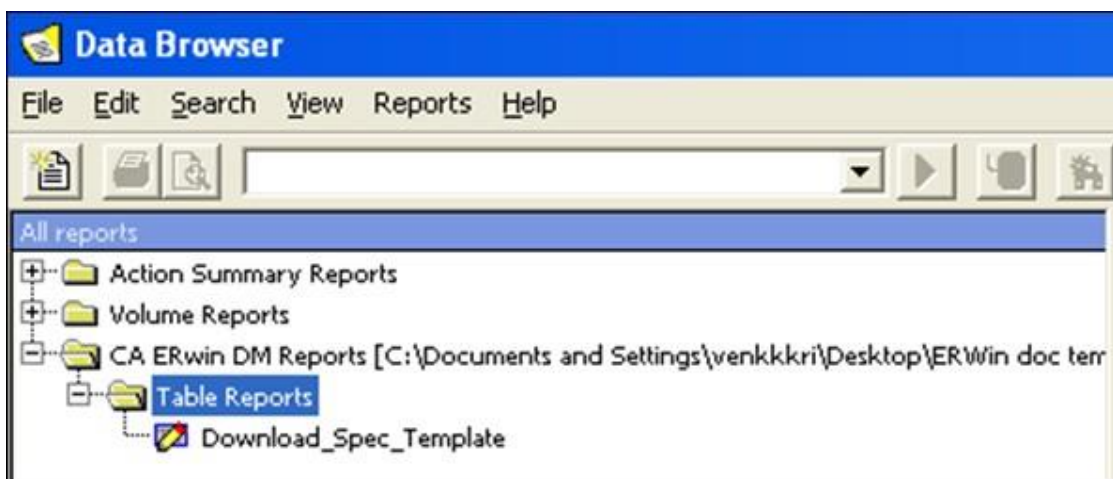 Data Browser
File Edit Search View Reports Help
All reports
Action Summary Reports
Volume Reports
CA ERwin DM Reports [C:\Documents and Settings\venkkkri\Desktop\ERWin doc tem
Table Reports
Download_Spec_Template